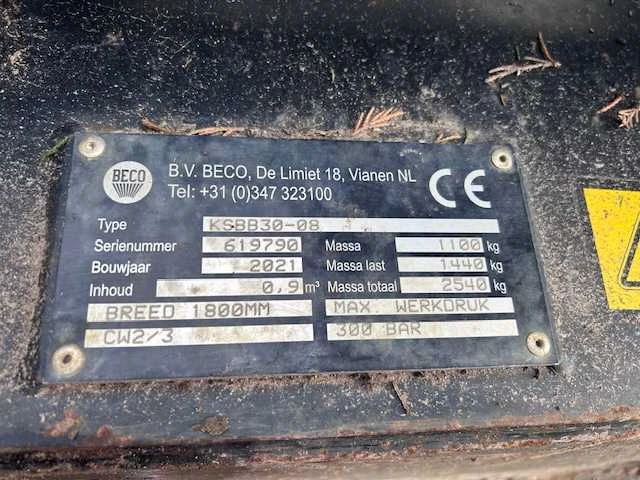 BECO
B.V. BECO, De Limiet 18, Vianen NL
Tel: +31 (0)347 323100
CE
Type KSBB30-08
Serienummer 619790 Massa 1100 kg
Bouwjaar 2021 Massa last 1.440 kg
Inhoud 0,9 m³ Massa totaal 2540 kg
BREED 1800MM MAX. WERKDRUK
CW2/3 300 BAR